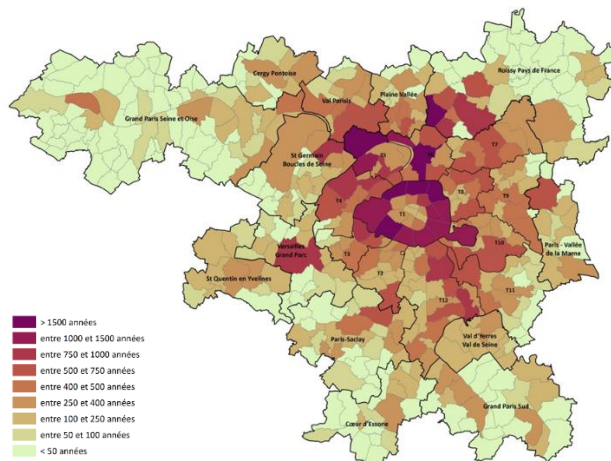 Cergy Pontoise
Roissy Pays de France
Plaine Vallée
Val Parisis
Grand Paris Seine et Oise
St Germain
Boucles de Seine
T5
T7
T4
T8
T9
T1
Versailles
Grand Parc
T10
Paris - Vallée
de la Marne
T3
T2
St Quentin en Yvelines
T11
T12
Paris-Saclay
Val d'Yerres
Val de Seine
Grand Paris Sud
Cœur d'Essonne
> 1500 années
entre 1000 et 1500 années
entre 750 et 1000 années
entre 500 et 750 années
entre 400 et 500 années
entre 250 et 400 années
entre 100 et 250 années
entre 50 et 100 années
< 50 années